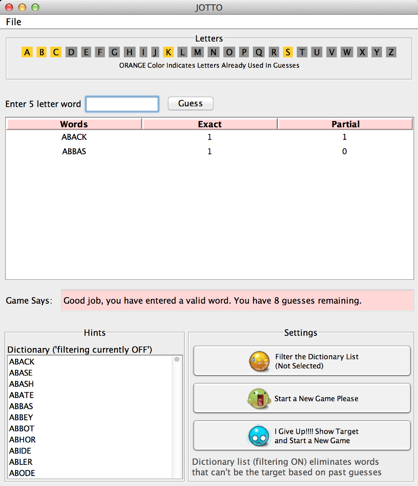 JOTTO
File
Letters
A B C D E F G H I J K L M N O P Q R S T U V W X Y Z
ORANGE Color Indicates Letters Already Used In Guesses
Enter 5 letter word Guess
Words Exact Partial
ABACK 1 1
ABBAS 1 0
Game Says: Good job, you have entered a valid word. You have 8 guesses remaining.
Hints
Dictionary ('filtering currently OFF')
ABACK
ABASE
ABASH
ABATE
ABBAS
ABBEY
ABBOT
ABHOR
ABIDE
ABLER
ABODE
Settings
Filter the Dictionary List
(Not Selected)
Start a New Game Please
I Give Up!!!! Show Target
and Start a New Game
Dictionary list (filtering ON) eliminates words
that can't be the target based on past guesses